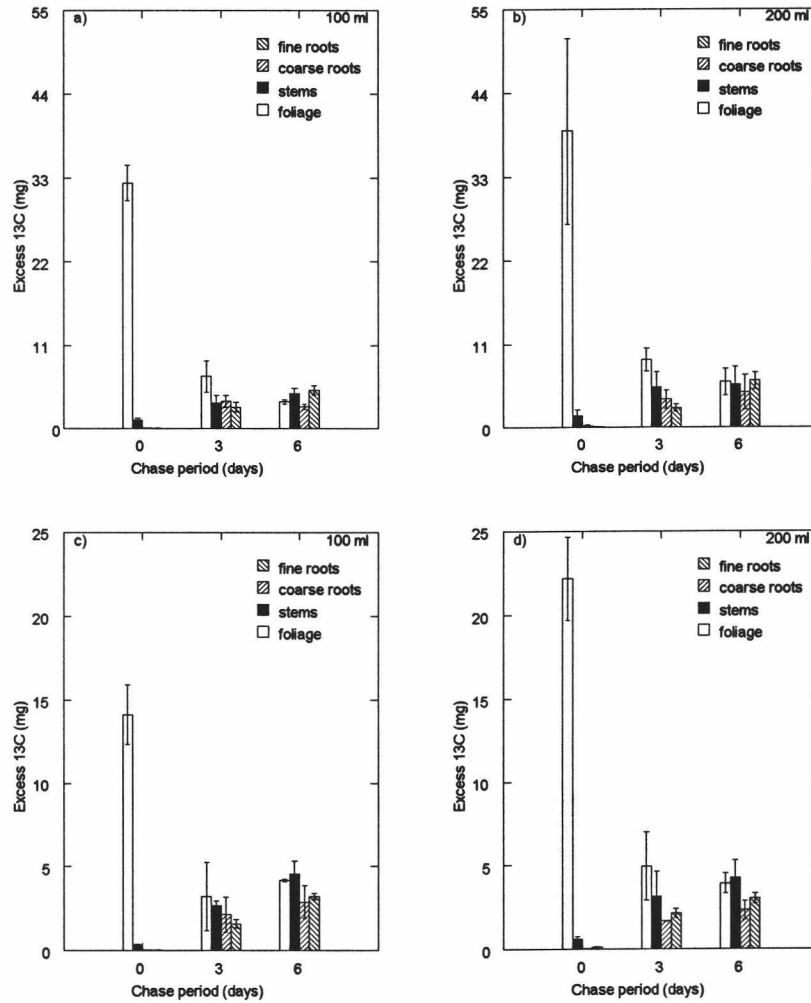 a) 100 ml
fine roots
coarse roots
stems
foliage
55
44
33
22
11
0
Excess 13C (mg)
0 3 6
Chase period (days)
b) 200 ml
fine roots
coarse roots
stems
foliage
55
44
33
22
11
0
Excess 13C (mg)
0 3 6
Chase period (days)
c) 100 ml
fine roots
coarse roots
stems
foliage
25
20
15
10
5
0
Excess 13C (mg)
0 3 6
Chase period (days)
d) 200 ml
fine roots
coarse roots
stems
foliage
25
20
15
10
5
0
Excess 13C (mg)
0 3 6
Chase period (days)